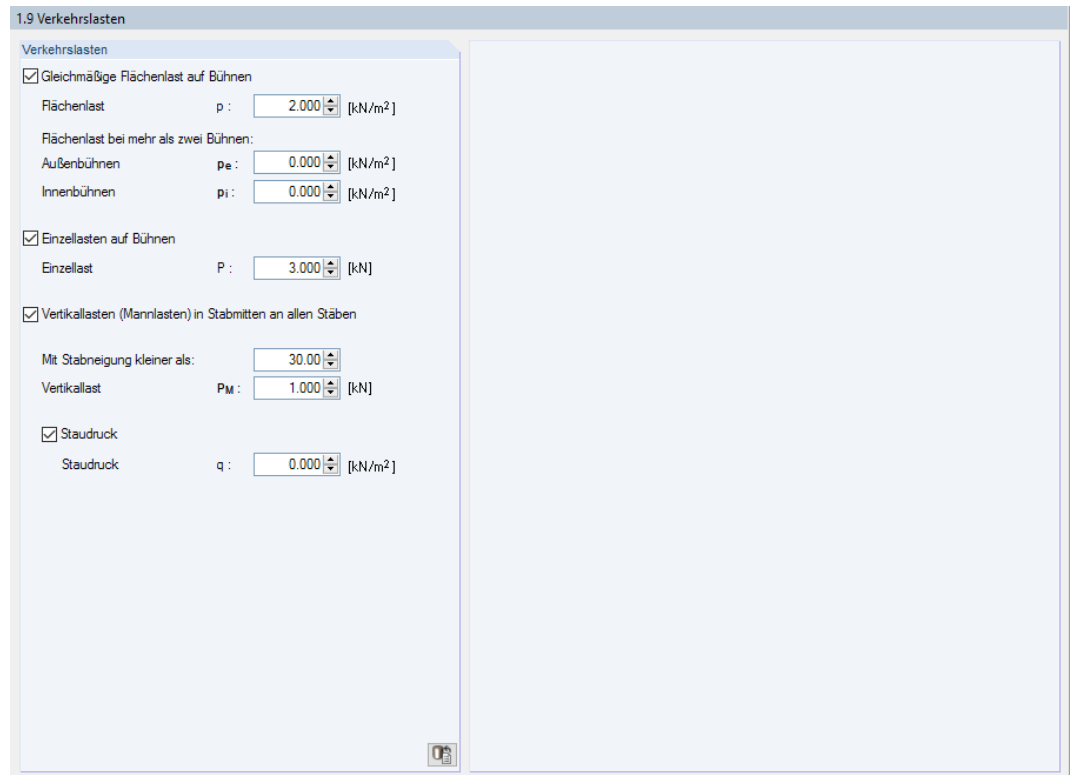 1.9 Verkehrslasten
Verkehrslasten
Gleichmäßige Flächenlast auf Bühnen
Flächenlast p : 2.000 [kN/m²]
Flächenlast bei mehr als zwei Bühnen:
Außenbühnen pe : 0.000 [kN/m²]
Innenbühnen pi : 0.000 [kN/m²]
Einzellasten auf Bühnen
Einzellast P : 3.000 [kN]
Vertikallasten (Mannlasten) in Stabmitten an allen Stäben
Mit Stabneigung kleiner als: 30.00
Vertikallast PM : 1.000 [kN]
Staudruck
Staudruck q : 0.000 [kN/m²]